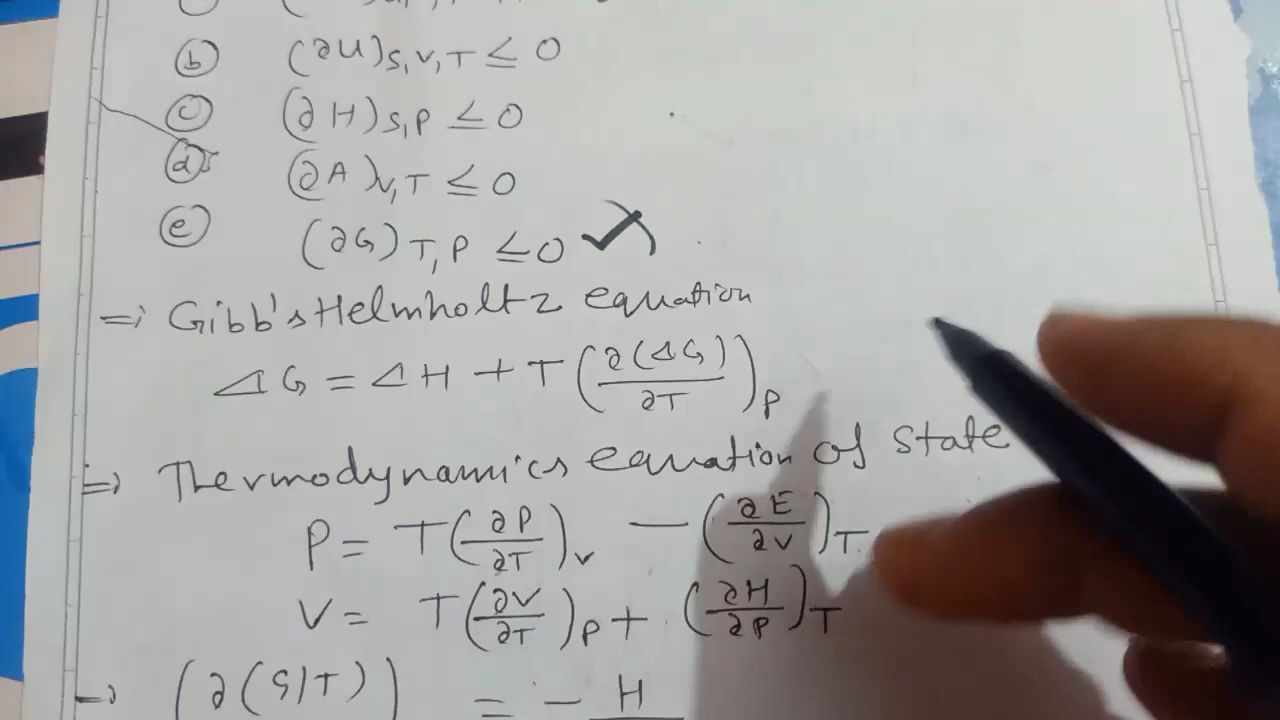 (b) (∂U)S,V,T ≤ 0
(c) (∂H)S,P ≤ 0
(d) (∂A)V,T ≤ 0
(e) (∂G)T,P ≤ 0 ✓
=) Gibb's Helmholtz equation
ΔG = ΔH + T(∂(ΔG)/∂T)P
=) Thermodynamics equation of state
P = T(∂P/∂T)V – (∂E/∂V)T
V = T(∂V/∂T)P + (∂H/∂P)T
→ (∂(G/T) = – H